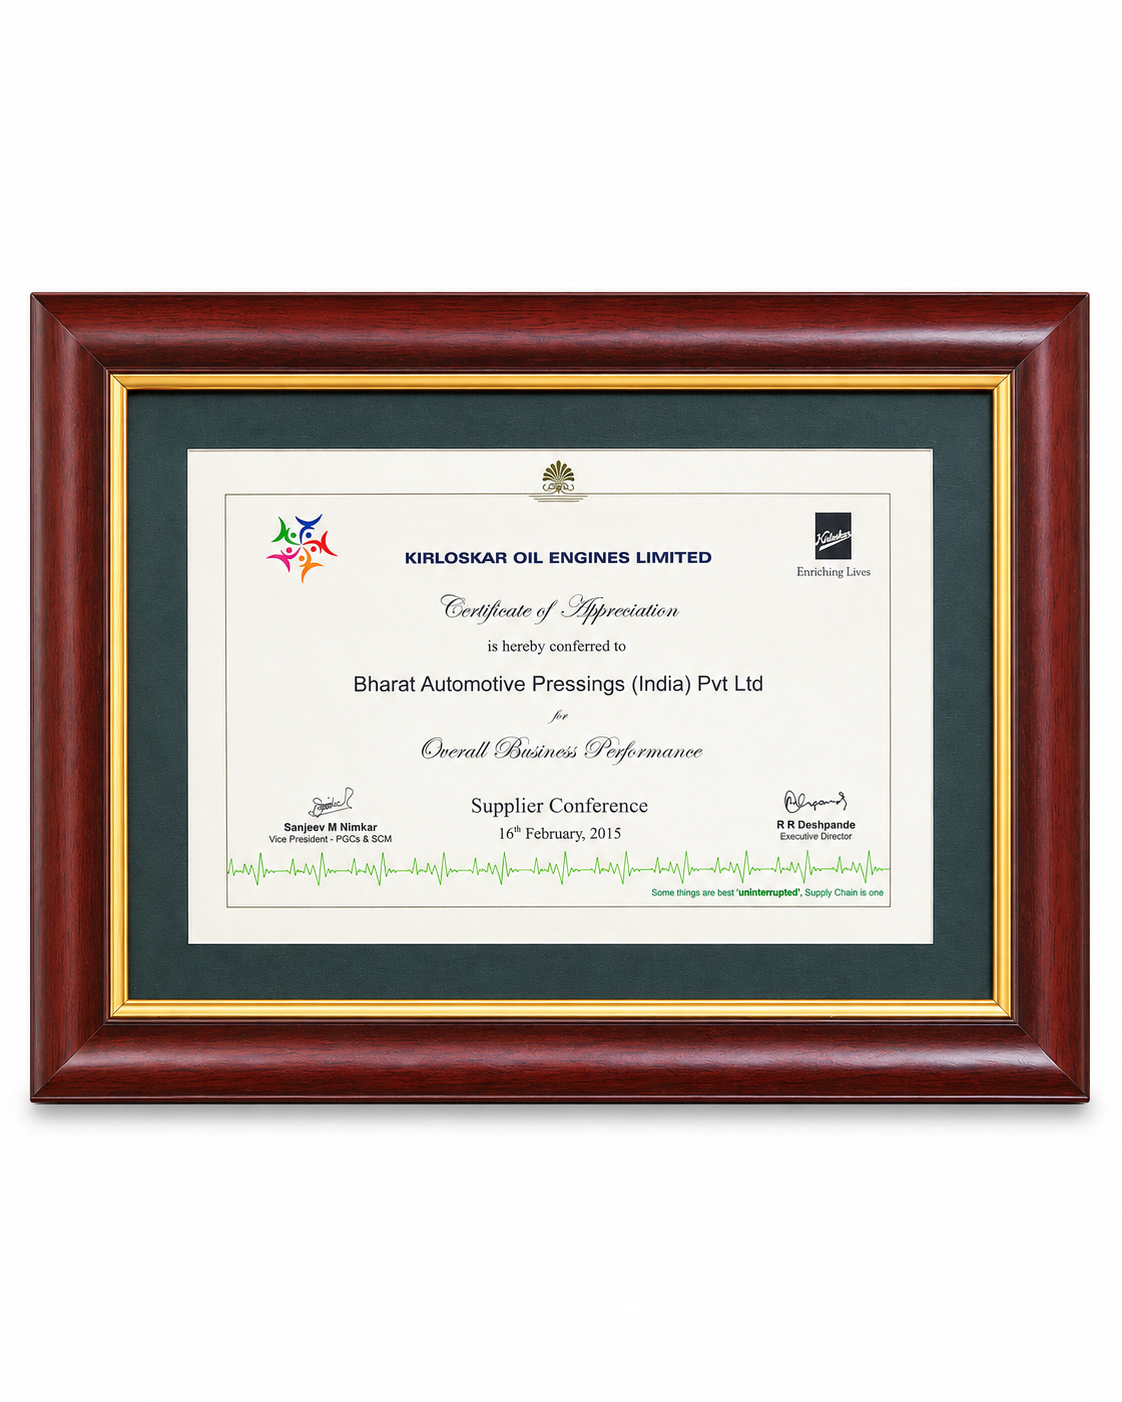 KIRLOSKAR OIL ENGINES LIMITED
Kirloskar
Enriching Lives
Certificate of Appreciation
is hereby conferred to
Bharat Automotive Pressings (India) Pvt Ltd
for
Overall Business Performance
Supplier Conference
16th February, 2015
Sanjeev M Nimkar
Vice President - PGCs & SCM
R R Deshpande
Executive Director
Some things are best 'uninterrupted', Supply Chain is one